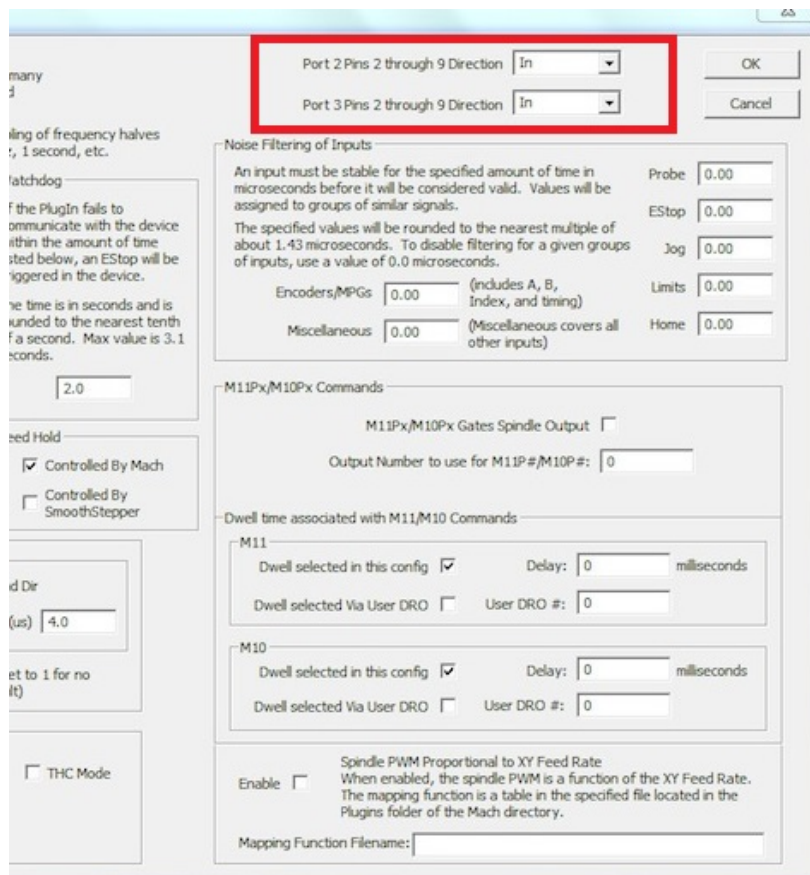 Port 2 Pins 2 through 9 Direction In
OK
many
Port 3 Pins 2 through 9 Direction In
Cancel
of frequency halves
, 1 second, etc.
Noise Filtering of Inputs
An input must be stable for the specified amount of time in
microseconds before it will be considered valid. Values will be
assigned to groups of similar signals.
The specified values will be rounded to the nearest multiple of
about 1.43 microseconds. To disable filtering for a given groups
of inputs, use a value of 0.0 microseconds.
Probe 0.00
EStop 0.00
Jog 0.00
Limits 0.00
Home 0.00
Encoders/MPGs 0.00 (includes A, B,
Index, and timing)
Miscellaneous 0.00 (Miscellaneous covers all
other inputs)
atchdog
f the PlugIn fails to
ommunicate with the device
ithin the amount of time
sted below, an EStop will be
riggered in the device.
he time is in seconds and is
ounded to the nearest tenth
f a second. Max value is 3.1
econds.
2.0
M11Px/M10Px Commands
M11Px/M10Px Gates Spindle Output
Output Number to use for M11P#/M10P#: 0
eed Hold
Controlled By Mach
Controlled By
SmoothStepper
Dwell time associated with M11/M10 Commands
M11
Dwell selected in this config Delay: 0 milliseconds
Dwell selected Via User DRO User DRO #: 0
d Dir
(us) 4.0
M10
Dwell selected in this config Delay: 0 milliseconds
Dwell selected Via User DRO User DRO #: 0
et to 1 for no
lt)
THC Mode
Enable
Spindle PWM Proportional to XY Feed Rate
When enabled, the spindle PWM is a function of the XY Feed Rate.
The mapping function is a table in the specified file located in the
Plugins folder of the Mach directory.
Mapping Function Filename: